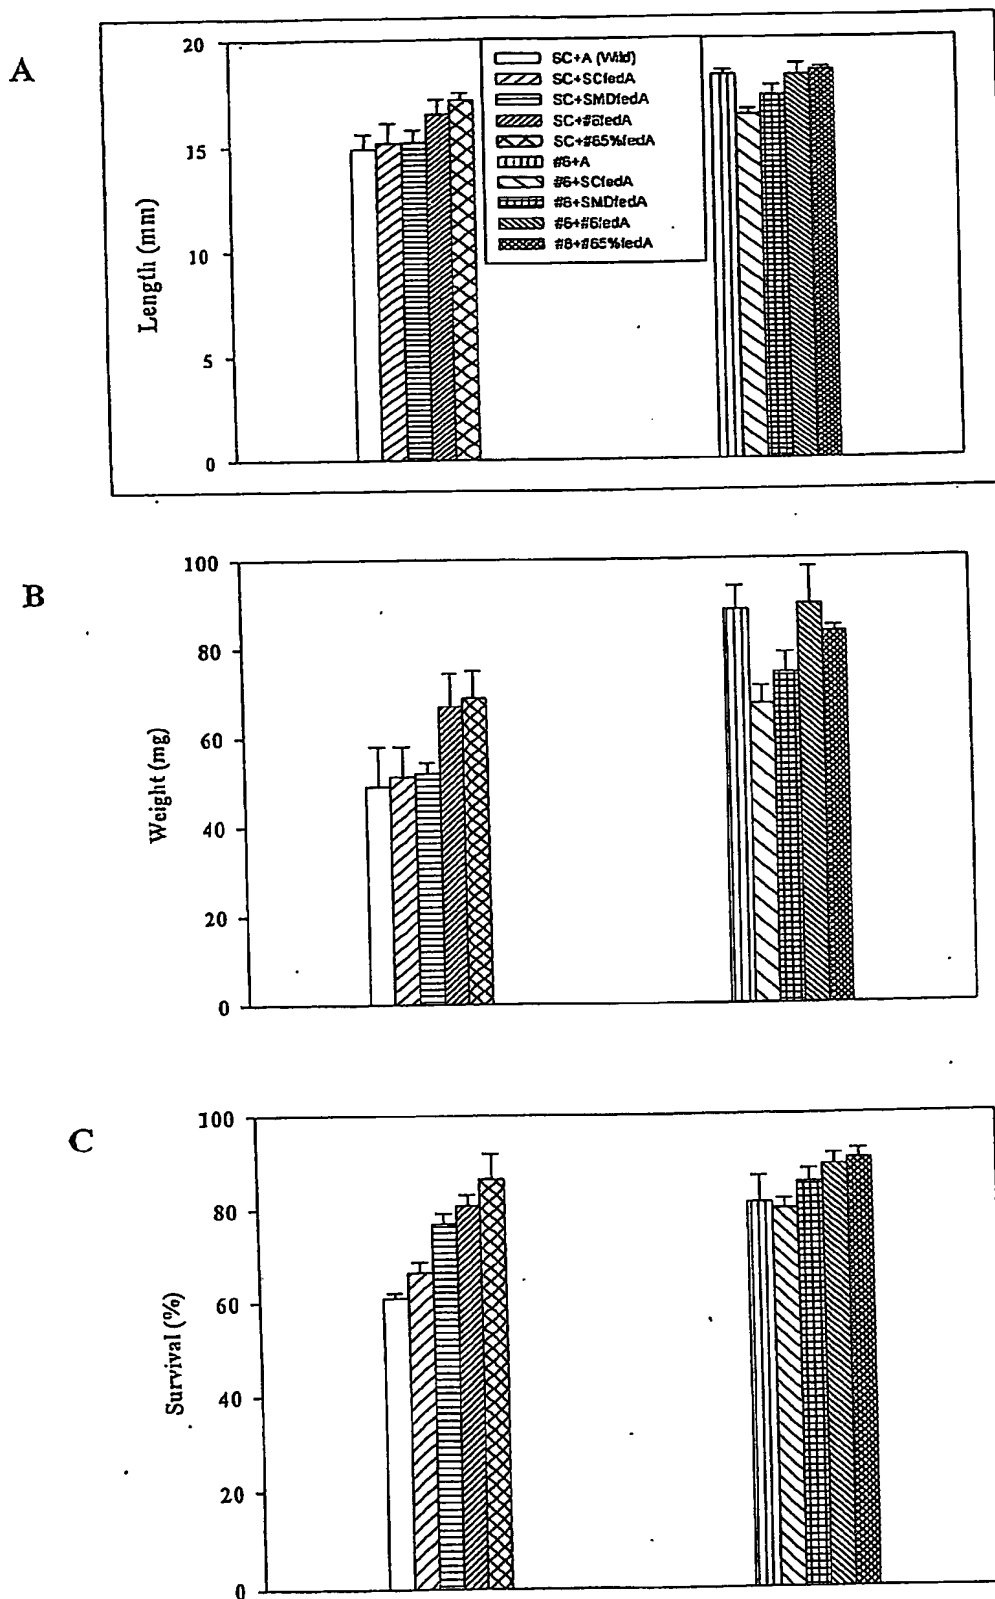 A
20
15
10
5
0
Length (mm)
SC+A (Wild)
SC+SCfedA
SC+SMDfedA
SC+#6fedA
SC+#65%fedA
#6+A
#6+SCfedA
#6+SMDfedA
#6+#6fedA
#6+#65%fedA
B
100
80
60
40
20
0
Weight (mg)
C
100
80
60
40
20
0
Survival (%)